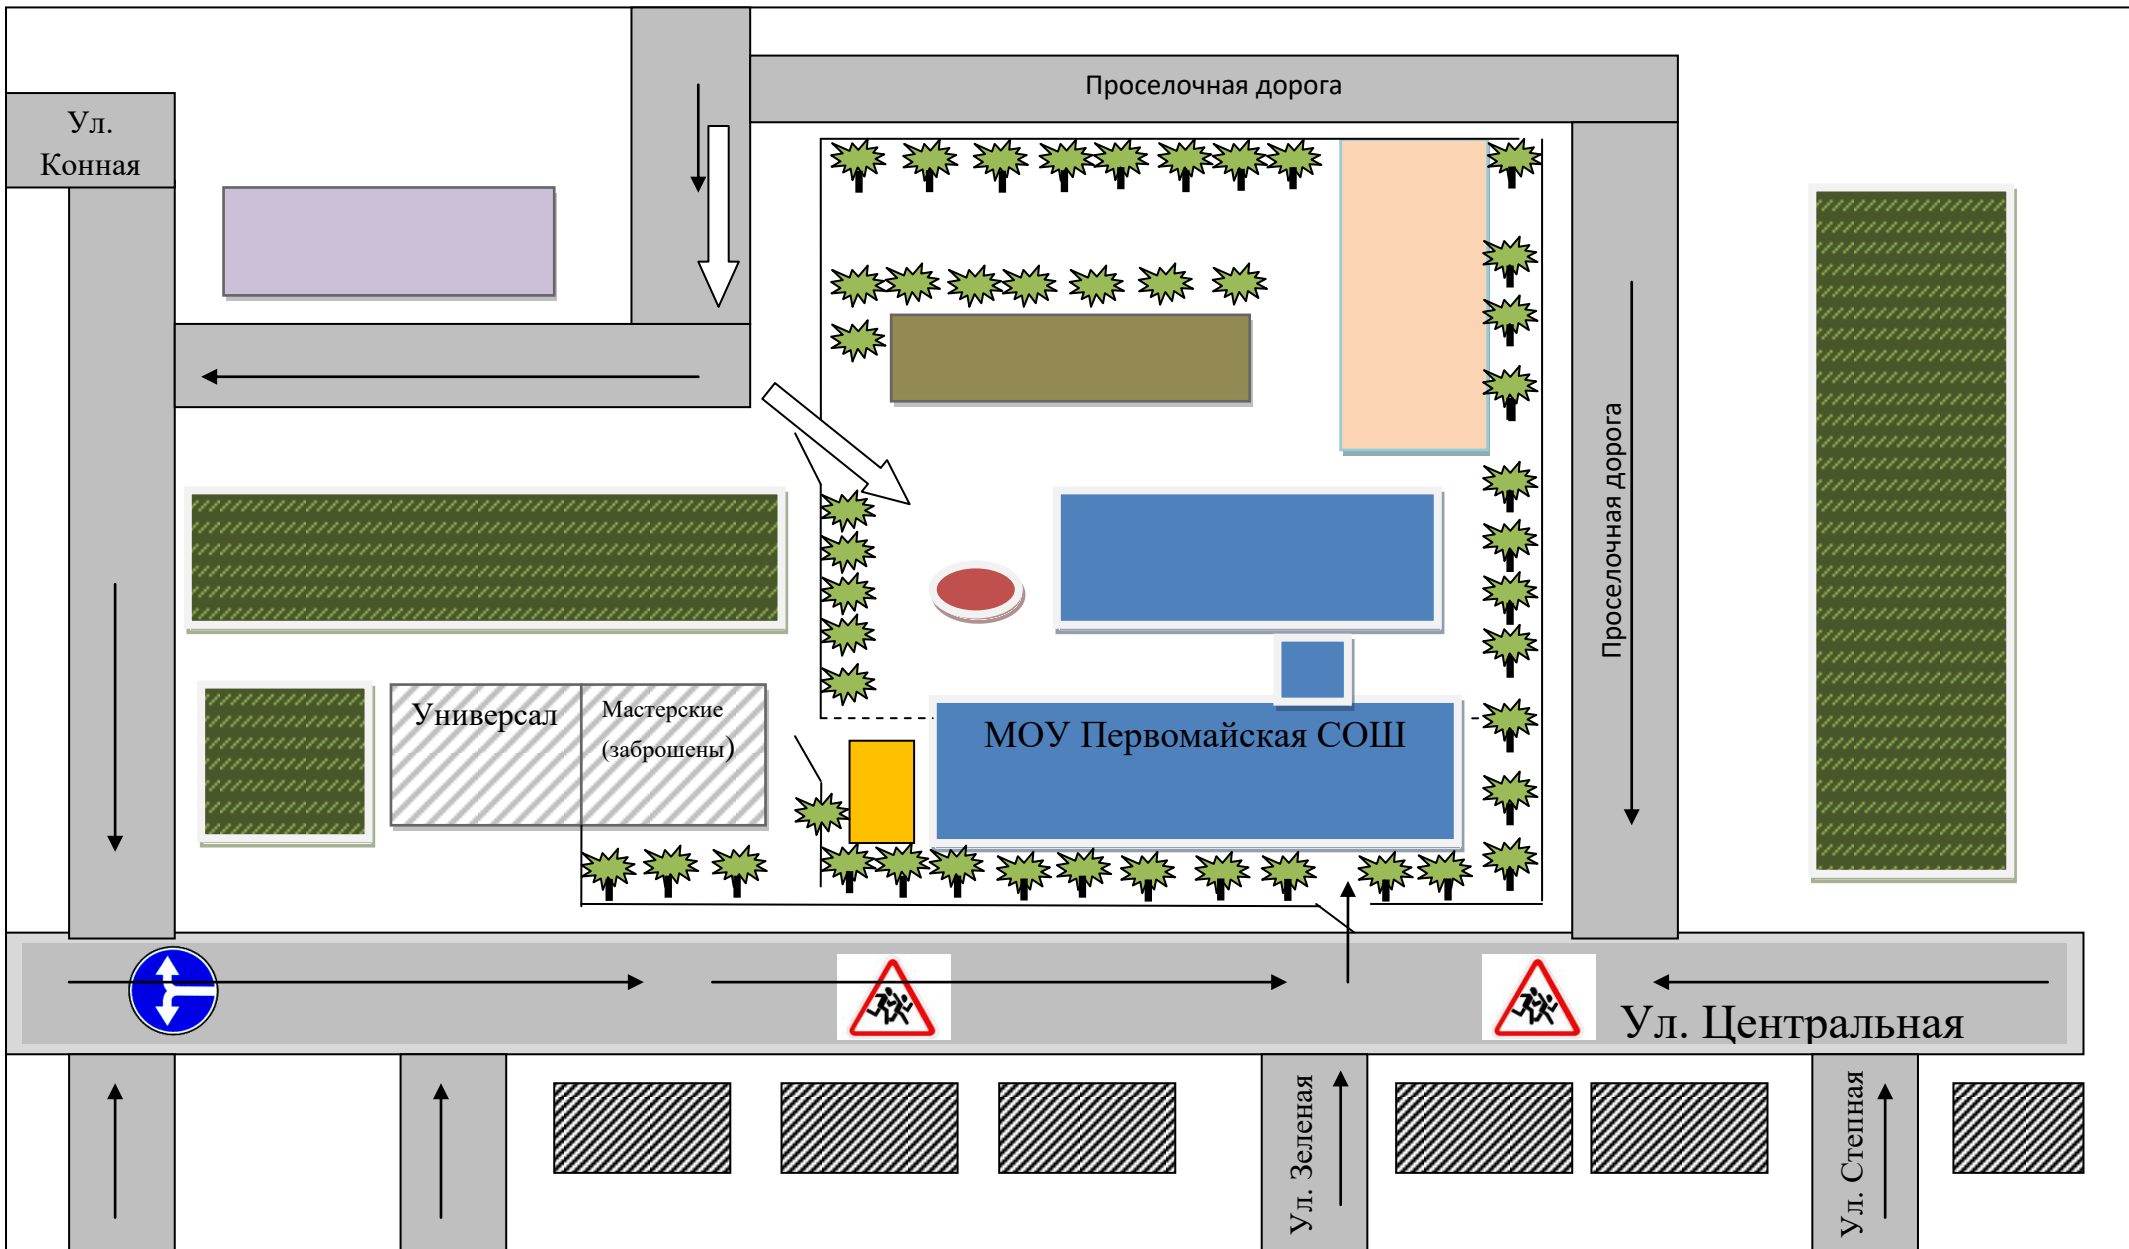 Проселочная дорога
Ул.
Конная
Проселочная дорога
Универсал
Мастерские
(заброшены)
МОУ Первомайская СОШ
Ул. Центральная
Ул. Зеленая
Ул. Степная